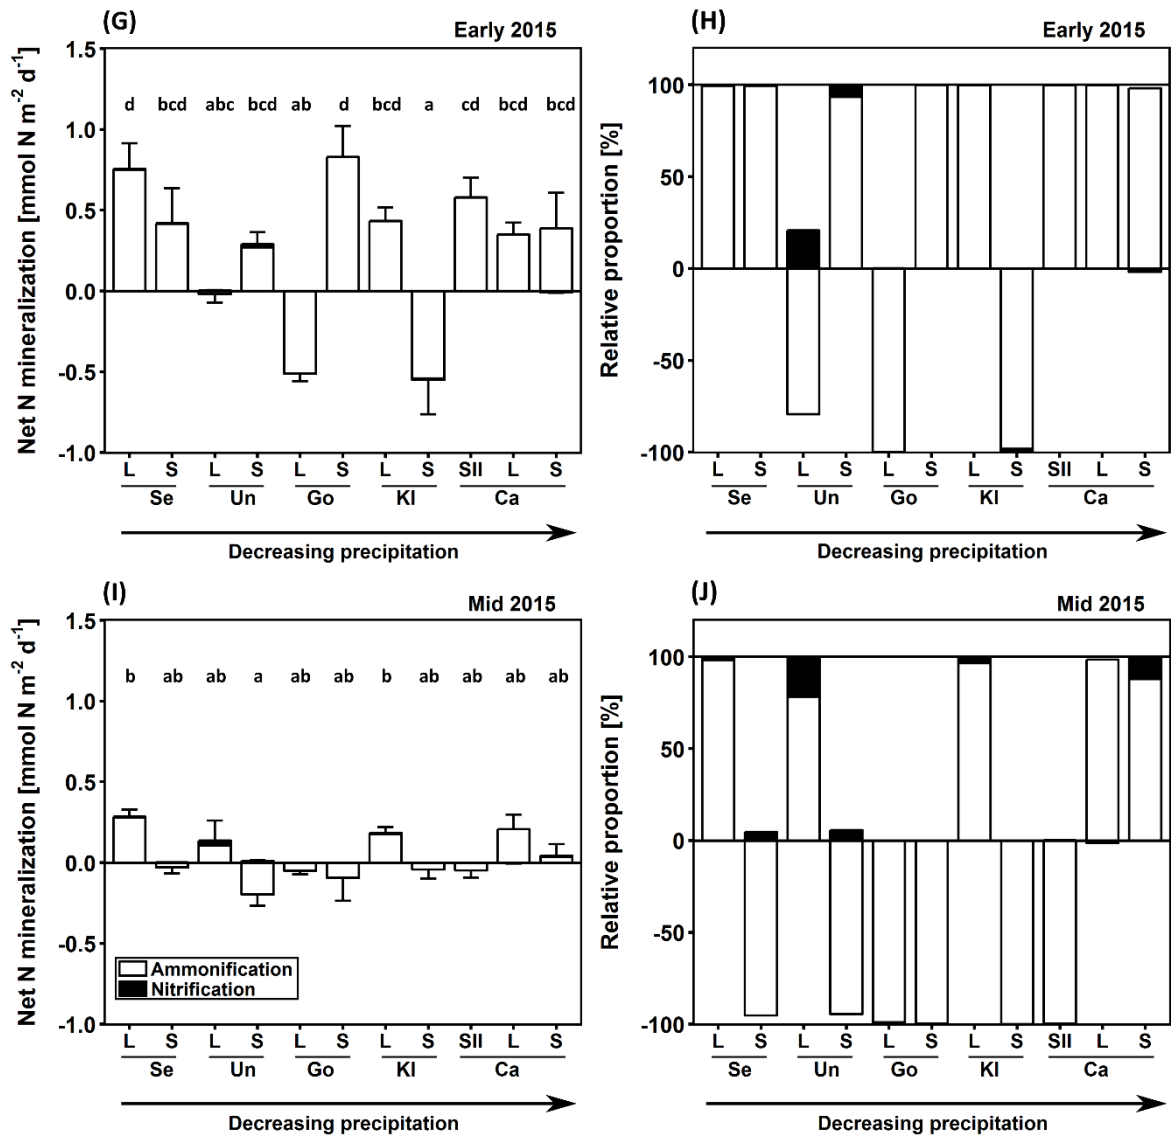 (G)
Early 2015
Net N mineralization [mmol N m-2 d-1]
1.5
1.0
0.5
0.0
-0.5
-1.0
d bcd abc bcd ab d bcd a cd bcd bcd
L S L S L S L S SII L S
Se Un Go KI Ca
Decreasing precipitation
(H)
Early 2015
Relative proportion [%]
100
50
0
-50
-100
L S L S L S L S SII L S
Se Un Go KI Ca
Decreasing precipitation
(I)
Mid 2015
Net N mineralization [mmol N m-2 d-1]
1.5
1.0
0.5
0.0
-0.5
-1.0
b ab ab a ab ab b ab ab ab ab
Ammonification
Nitrification
L S L S L S L S SII L S
Se Un Go KI Ca
Decreasing precipitation
(J)
Mid 2015
Relative proportion [%]
100
50
0
-50
-100
L S L S L S L S SII L S
Se Un Go KI Ca
Decreasing precipitation